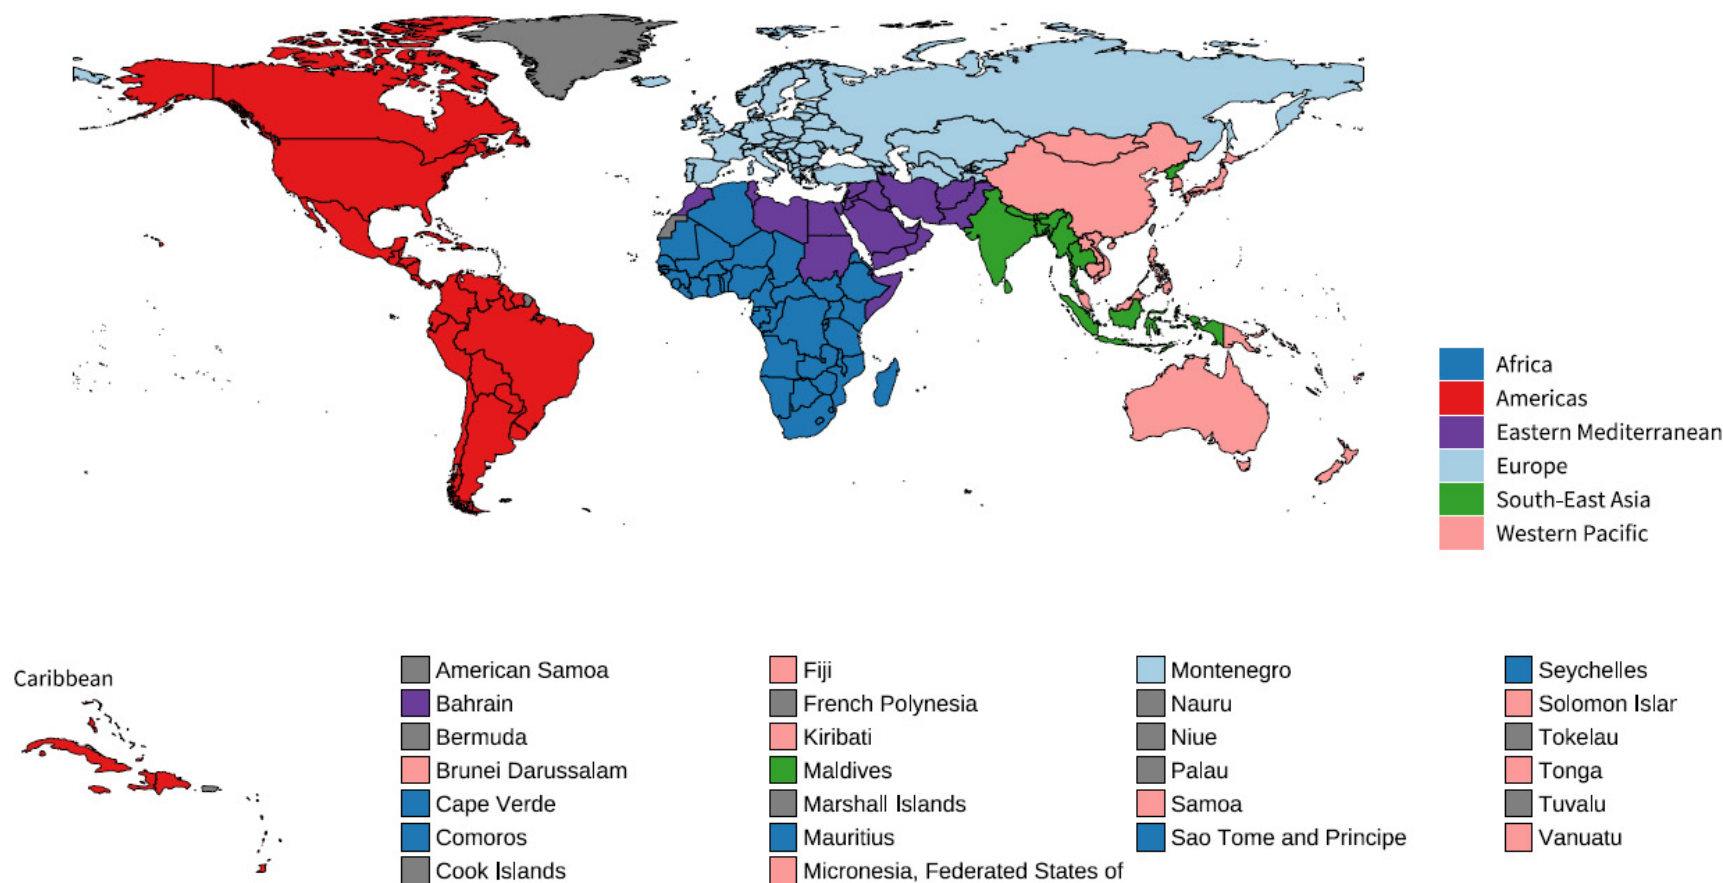 Africa
Americas
Eastern Mediterranean
Europe
South-East Asia
Western Pacific
Caribbean
American Samoa
Bahrain
Bermuda
Brunei Darussalam
Cape Verde
Comoros
Cook Islands
Fiji
French Polynesia
Kiribati
Maldives
Marshall Islands
Mauritius
Micronesia, Federated States of
Montenegro
Nauru
Niue
Palau
Samoa
Sao Tome and Principe
Seychelles
Solomon Islar
Tokelau
Tonga
Tuvalu
Vanuatu